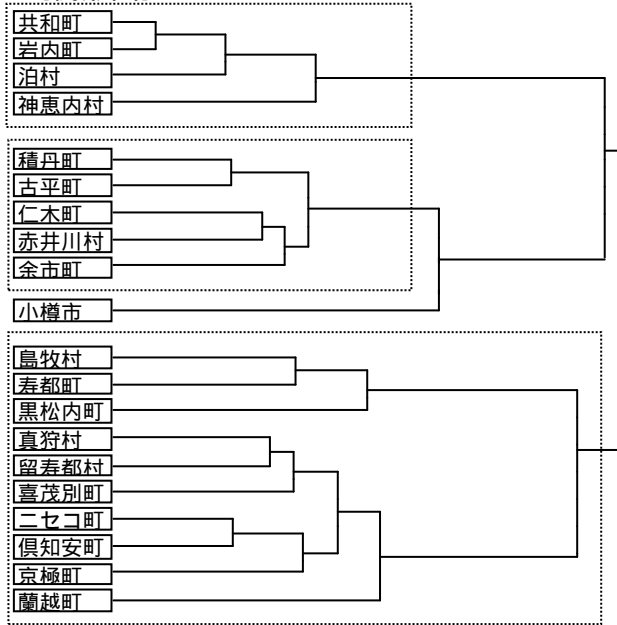 共和町
岩内町
泊村
神恵内村
積丹町
古平町
仁木町
赤井川村
余市町
小樽市
島牧村
寿都町
黒松内町
真狩村
留寿都村
喜茂別町
ニセコ町
倶知安町
京極町
蘭越町